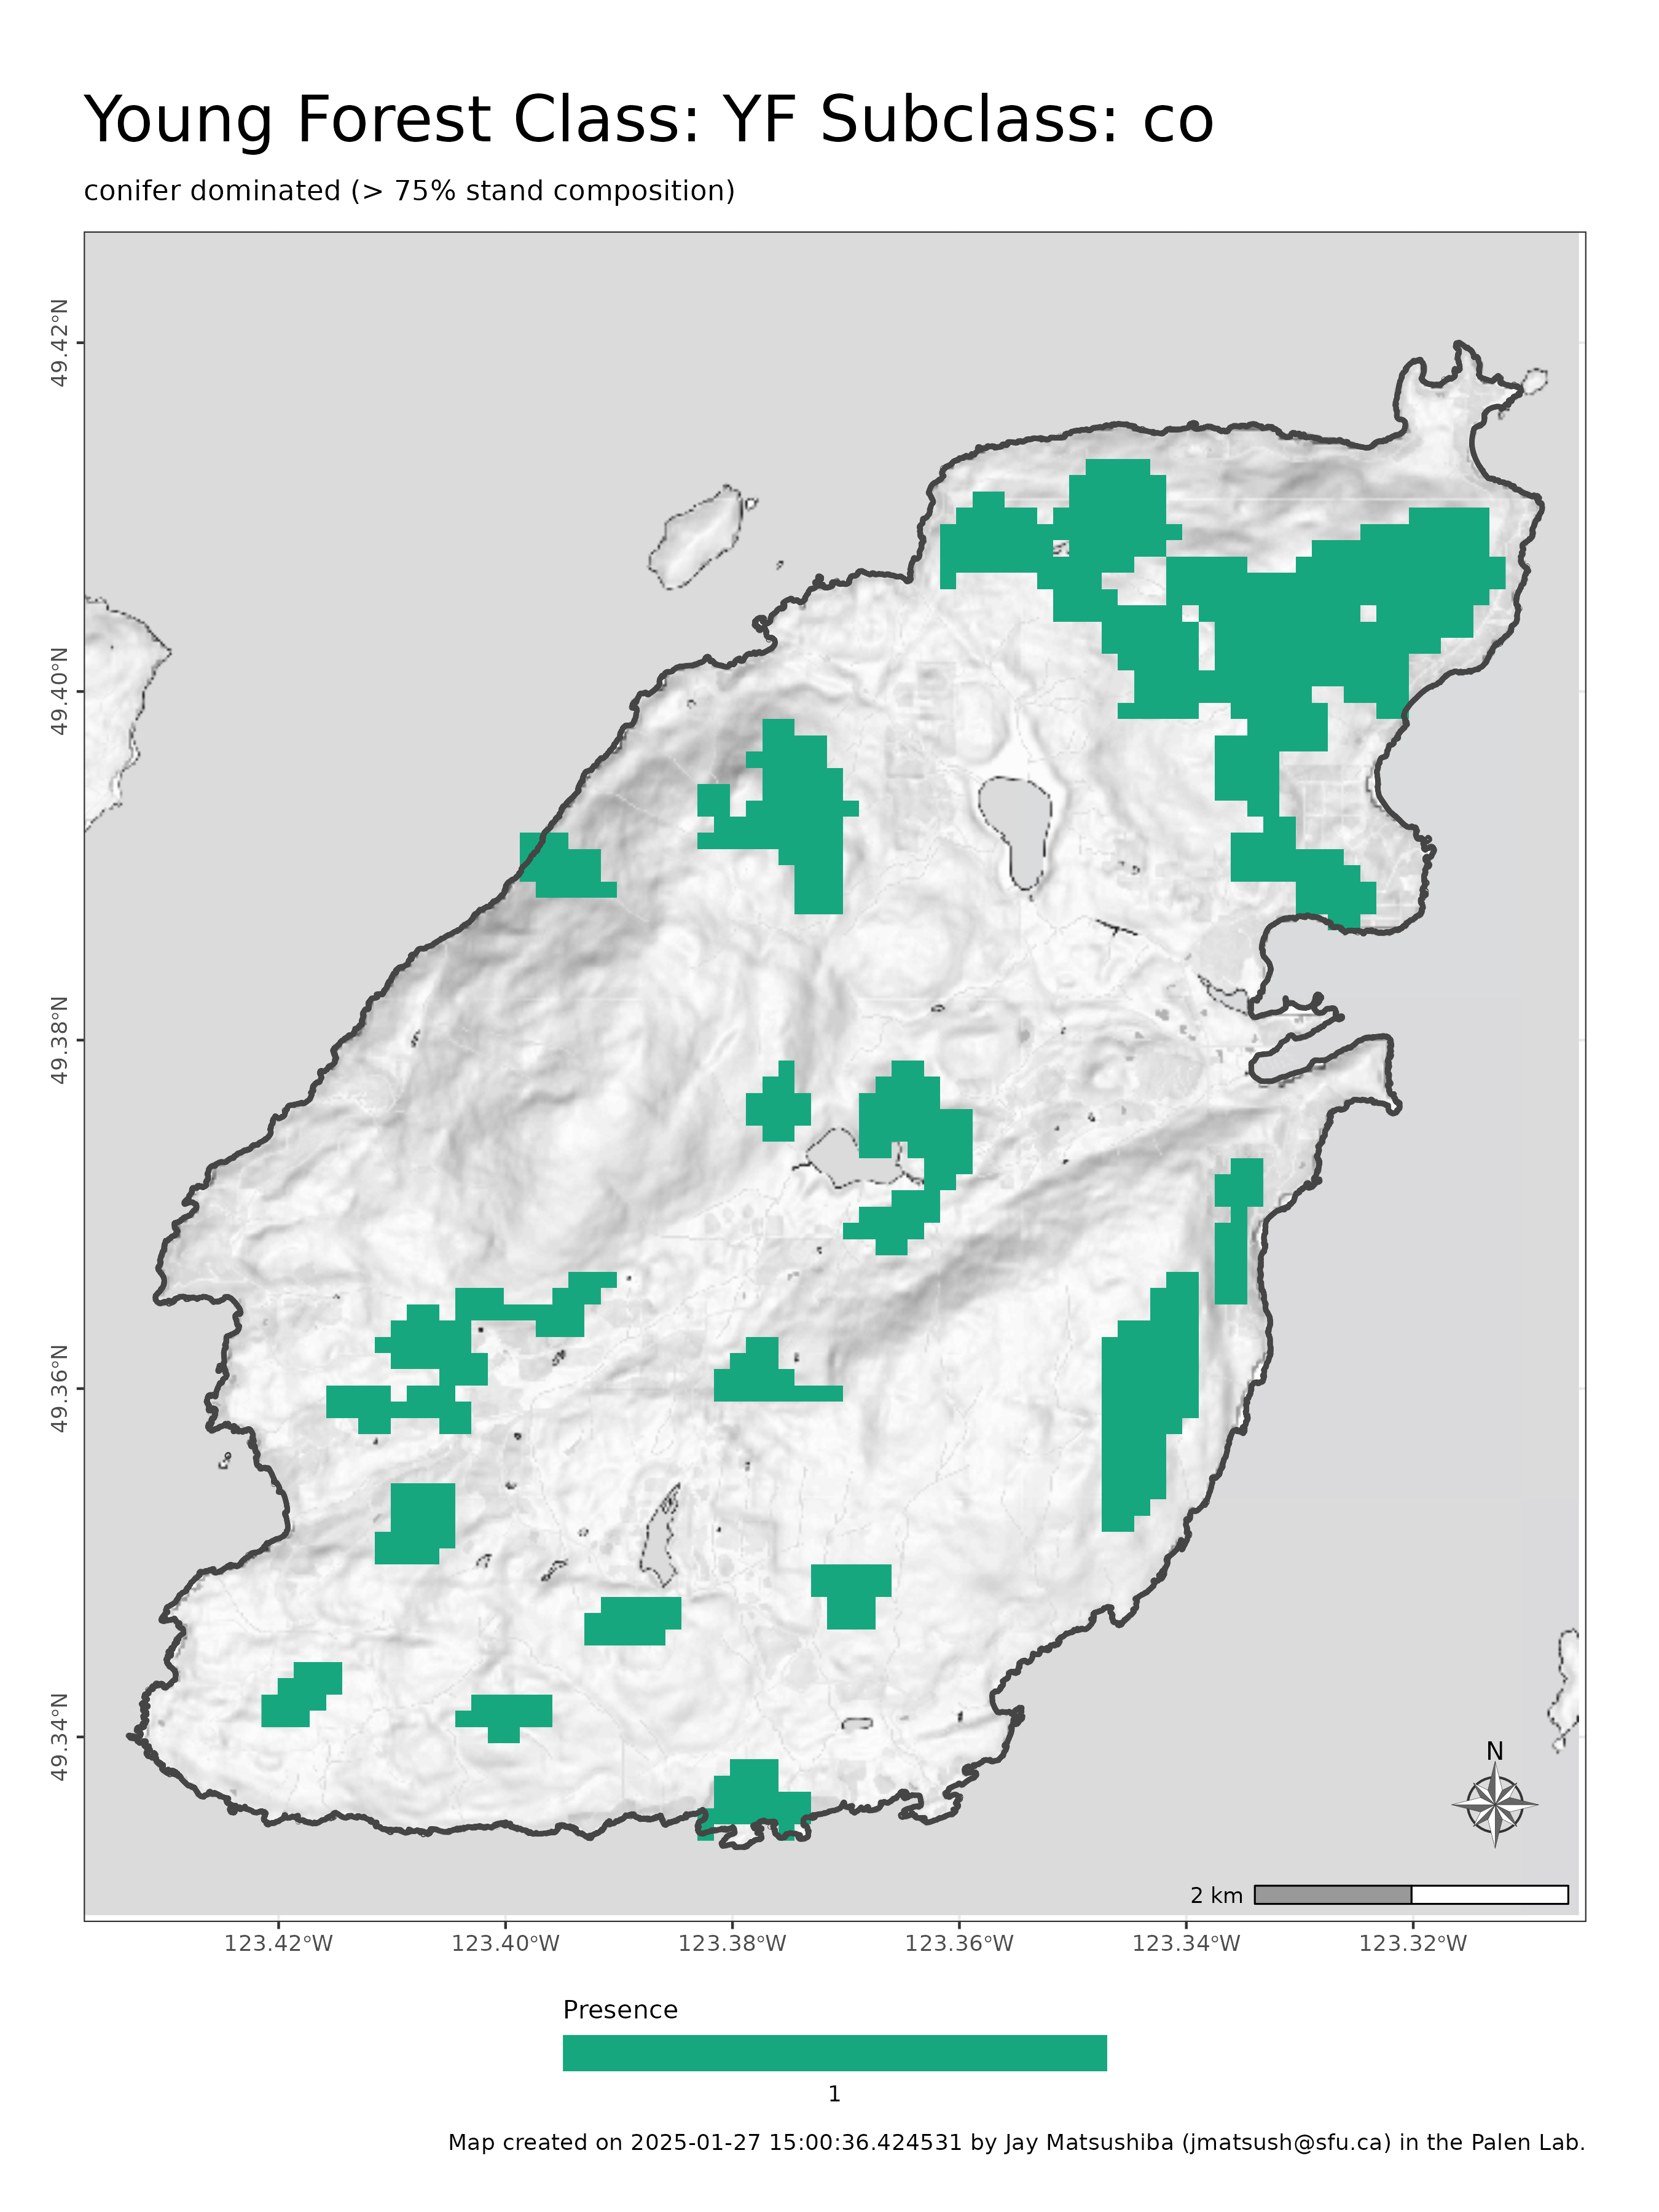 Young Forest Class: YF Subclass: co
conifer dominated (> 75% stand composition)
49.42°N
49.40°N
49.38°N
49.36°N
49.34°N
N
2 km
123.42°W 123.40°W 123.38°W 123.36°W 123.34°W 123.32°W
Presence
1
Map created on 2025-01-27 15:00:36.424531 by Jay Matsushiba (jmatsush@sfu.ca) in the Palen Lab.